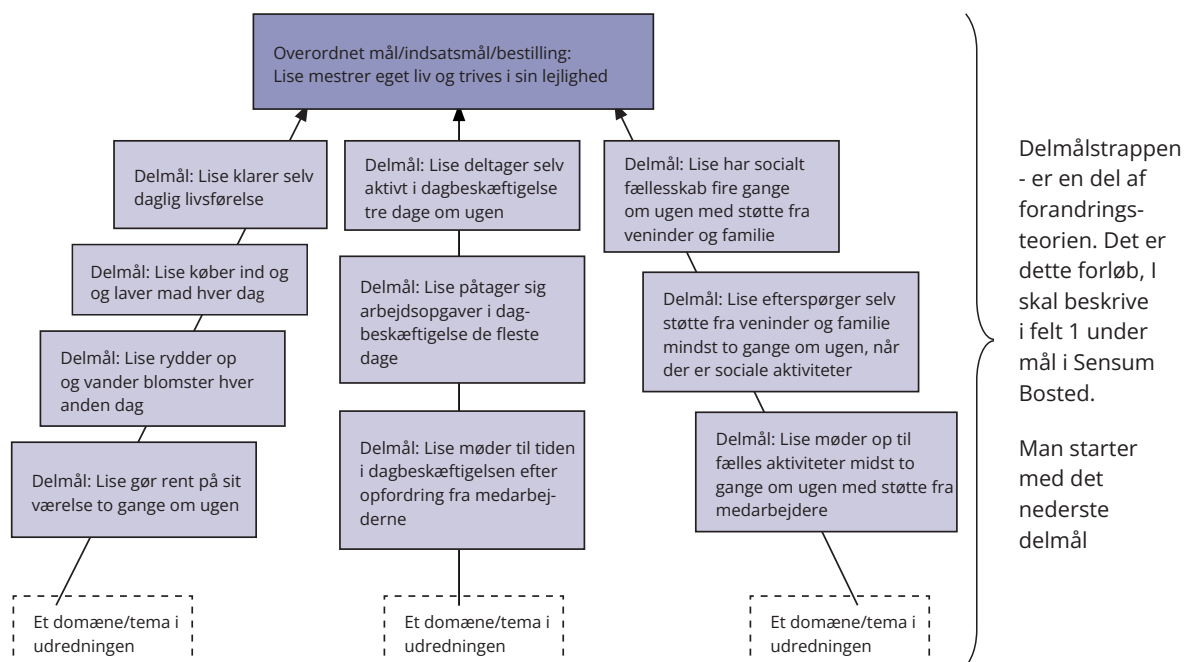 Overordnet mål/indsatsmål/bestilling:
Lise mestrer eget liv og trives i sin lejlighed
Delmål: Lise klarer selv
daglig livsførelse
Delmål: Lise køber ind og
og laver mad hver dag
Delmål: Lise rydder op
og vander blomster hver
anden dag
Delmål: Lise gør rent på sit
værelse to gange om ugen
Et domæne/tema i
udredningen
Delmål: Lise deltager selv
aktivt i dagbeskæftigelse
tre dage om ugen
Delmål: Lise påtager sig
arbejdsopgaver i dag-
beskæftigelse de fleste
dage
Delmål: Lise møder til tiden
i dagbeskæftigelsen efter
opfordring fra medarbej-
derne
Et domæne/tema i
udredningen
Delmål: Lise har socialt
fællesskab fire gange
om ugen med støtte fra
veninder og familie
Delmål: Lise efterspørger selv
støtte fra veninder og familie
mindst to gange om ugen, når
der er sociale aktiviteter
Delmål: Lise møder op til
fælles aktiviteter midst to
gange om ugen med støtte fra
medarbejdere
Et domæne/tema i
udredningen
Delmålstrappen
- er en del af
forandrings-
teorien. Det er
dette forløb, I
skal beskrive
i felt 1 under
mål i Sensum
Bosted.
Man starter
med det
nederste
delmål